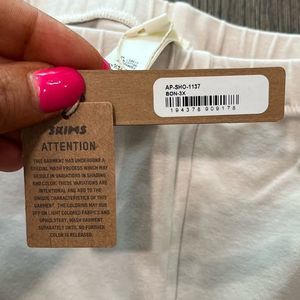 AP-SHO-1137
BON-3X
194378 909178
SKIMS
ATTENTION
THIS GARMENT HAS UNDERGONE A
SPECIAL WASH PROCESS WHICH MAY
RESULT IN VARIATIONS IN SHADING
AND COLOR. THESE VARIATIONS ARE
INTENTIONAL AND ADD TO THE
UNIQUE CHARACTERISTICS OF THIS
GARMENT. THE COLORING MAY RUB
OFF ON LIGHT COLORED FABRICS AND
UPHOLSTERY. WASH GARMENT
SEPARATELY UNTIL NO FURTHER
COLOR IS RELEASED.